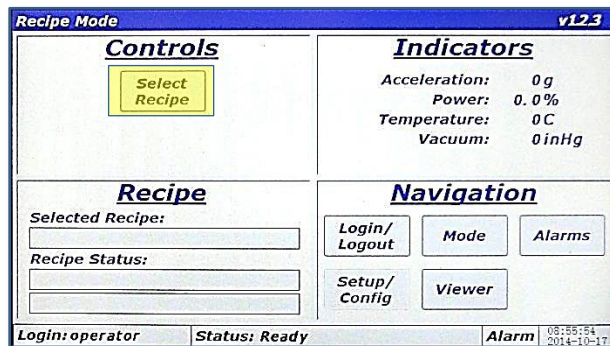 Recipe Mode v1.2.3
Controls
Select
Recipe
Indicators
Acceleration: 0 g
Power: 0.0 %
Temperature: 0 C
Vacuum: 0 inHg
Recipe
Selected Recipe:
Recipe Status:
Navigation
Login/
Logout
Mode
Alarms
Setup/
Config
Viewer
Login: operator Status: Ready Alarm 08:55:54
2014-10-17